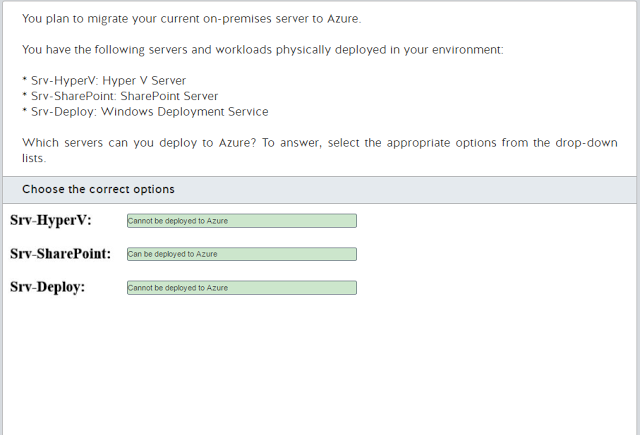 You plan to migrate your current on-premises server to Azure.
You have the following servers and workloads physically deployed in your environment:
* Srv-HyperV: Hyper V Server
* Srv-SharePoint: SharePoint Server
* Srv-Deploy: Windows Deployment Service
Which servers can you deploy to Azure? To answer, select the appropriate options from the drop-down
lists.
Choose the correct options
Srv-HyperV: Cannot be deployed to Azure
Srv-SharePoint: Can be deployed to Azure
Srv-Deploy: Cannot be deployed to Azure